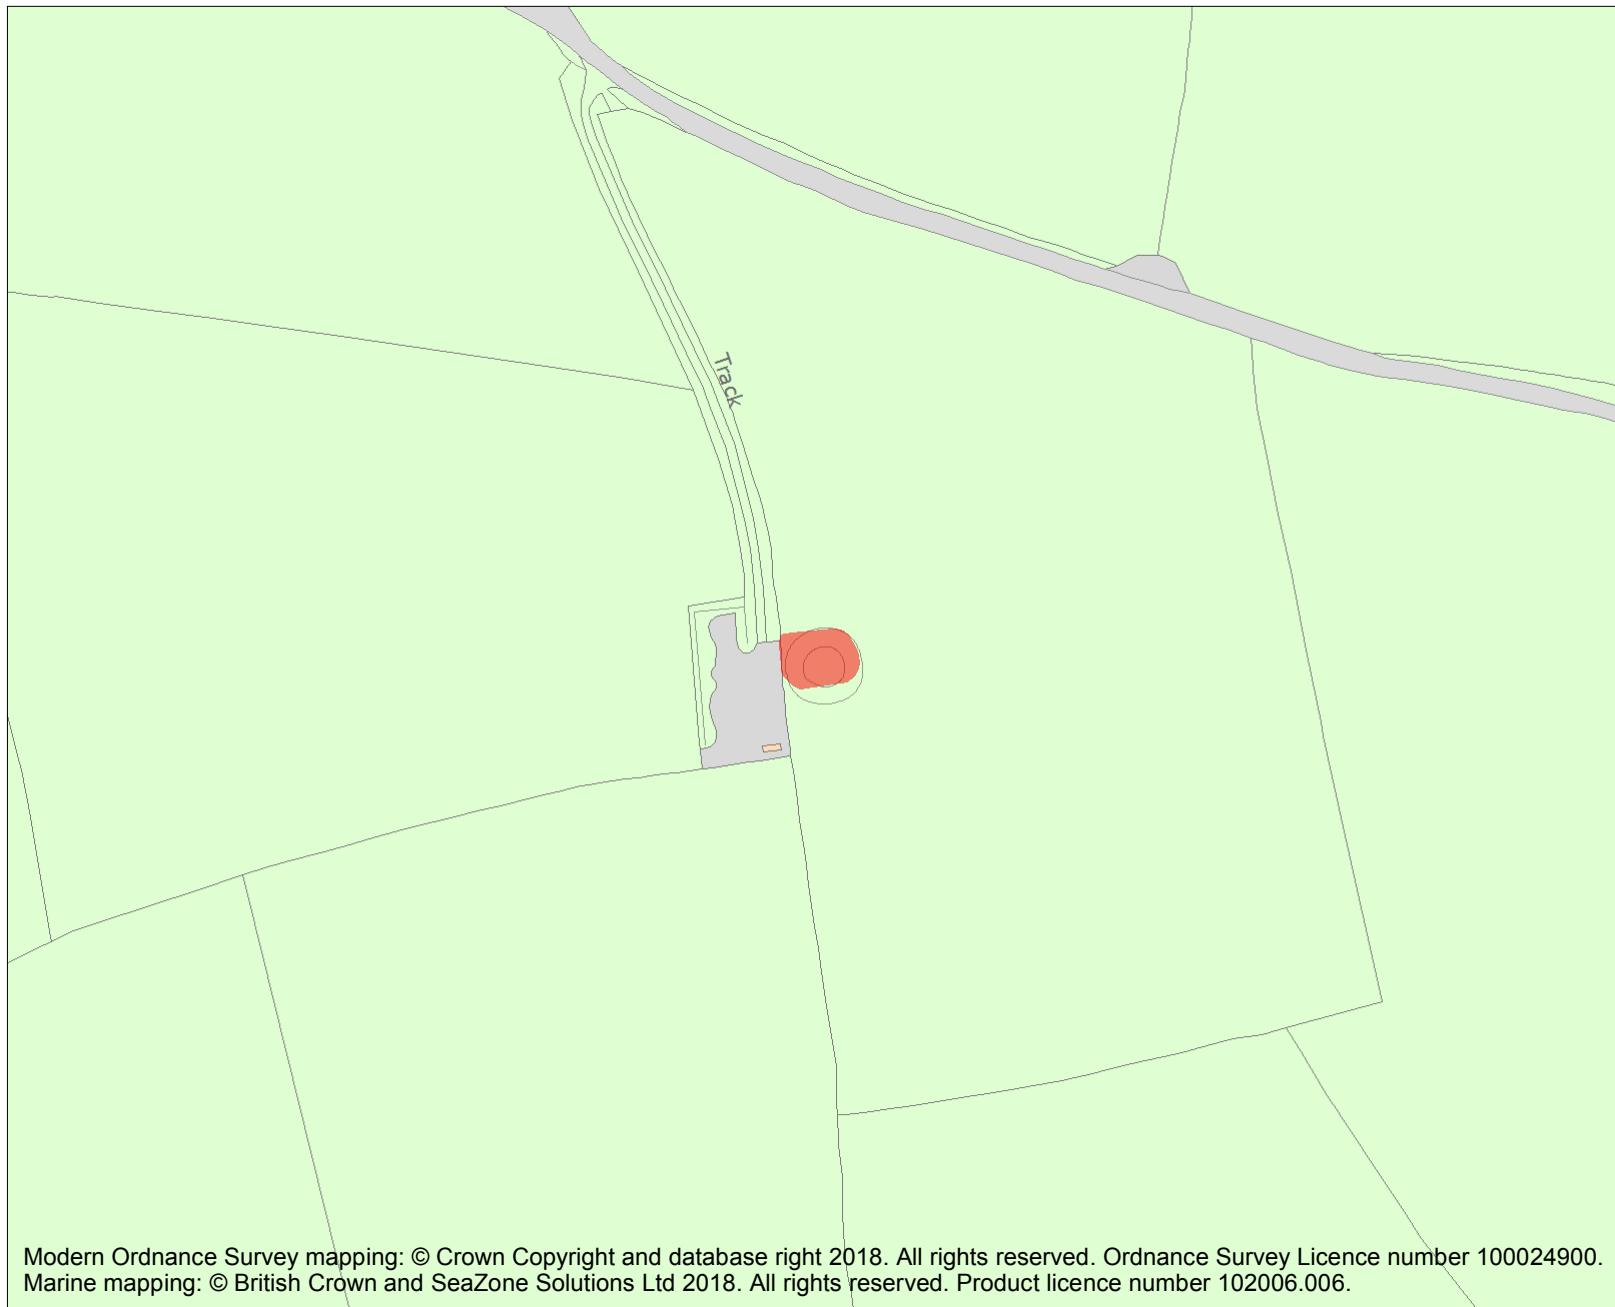 Track
Modern Ordnance Survey mapping: © Crown Copyright and database right 2018. All rights reserved. Ordnance Survey Licence number 100024900.
Marine mapping: © British Crown and SeaZone Solutions Ltd 2018. All rights reserved. Product licence number 102006.006.